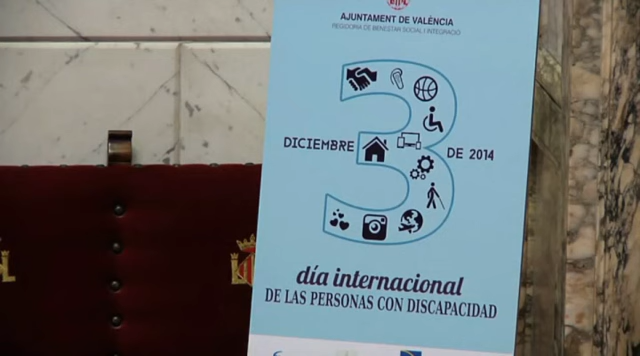 AJUNTAMENT DE VALÈNCIA
REGIDORIA DE BENESTAR SOCIAL I INTEGRACIÓ
3
DICIEMBRE DE 2014
día internacional
DE LAS PERSONAS CON DISCAPACIDAD